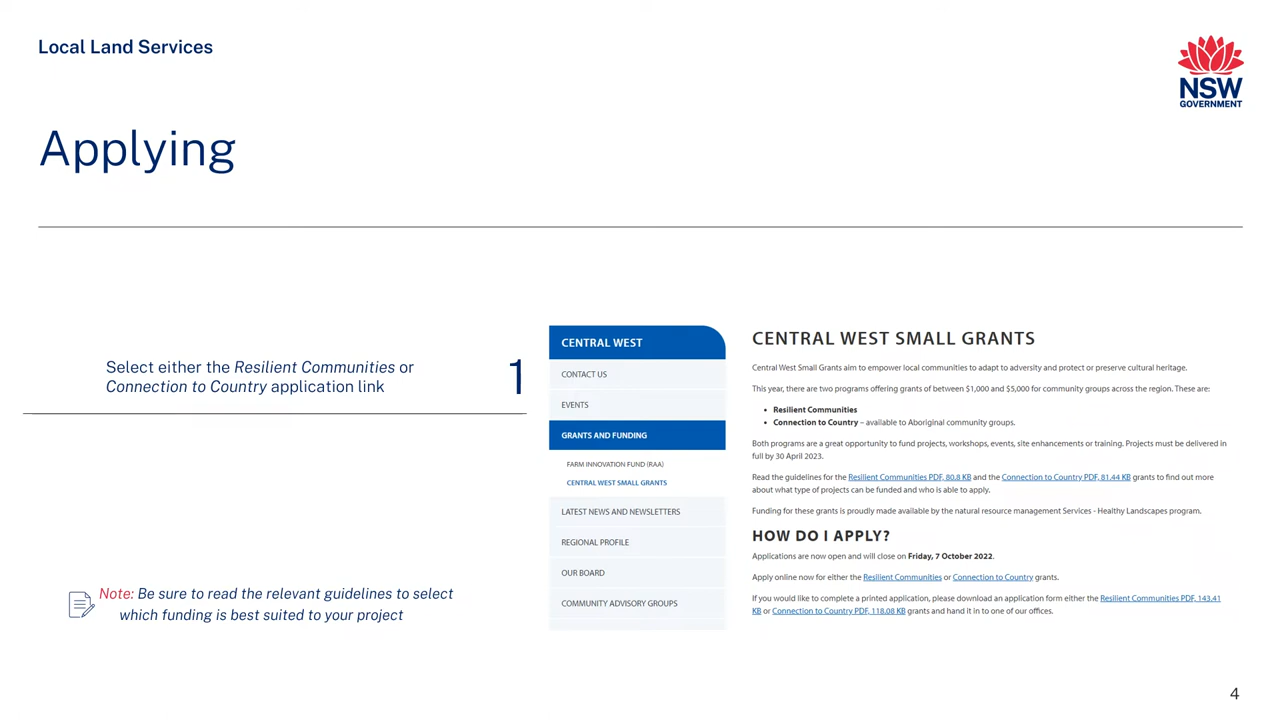 Local Land Services
NSW
GOVERNMENT
Applying
Select either the Resilient Communities or
Connection to Country application link
1
Note: Be sure to read the relevant guidelines to select
which funding is best suited to your project
CENTRAL WEST
CONTACT US
EVENTS
GRANTS AND FUNDING
FARM INNOVATION FUND (RAA)
CENTRAL WEST SMALL GRANTS
LATEST NEWS AND NEWSLETTERS
REGIONAL PROFILE
OUR BOARD
COMMUNITY ADVISORY GROUPS
CENTRAL WEST SMALL GRANTS
Central West Small Grants aim to empower local communities to adapt to adversity and protect or preserve cultural heritage.
This year, there are two programs offering grants of between $1,000 and $5,000 for community groups across the region. These are:
• Resilient Communities
• Connection to Country – available to Aboriginal community groups.
Both programs are a great opportunity to fund projects, workshops, events, site enhancements or training. Projects must be delivered in
full by 30 April 2023.
Read the guidelines for the Resilient Communities PDF, 80.8 KB and the Connection to Country PDF, 81.44 KB grants to find out more
about what type of projects can be funded and who is able to apply.
Funding for these grants is proudly made available by the natural resource management Services - Healthy Landscapes program.
HOW DO I APPLY?
Applications are now open and will close on Friday, 7 October 2022.
Apply online now for either the Resilient Communities or Connection to Country grants.
If you would like to complete a printed application, please download an application form either the Resilient Communities PDF, 143.41
KB or Connection to Country PDF, 118.08 KB grants and hand it in to one of our offices.
4